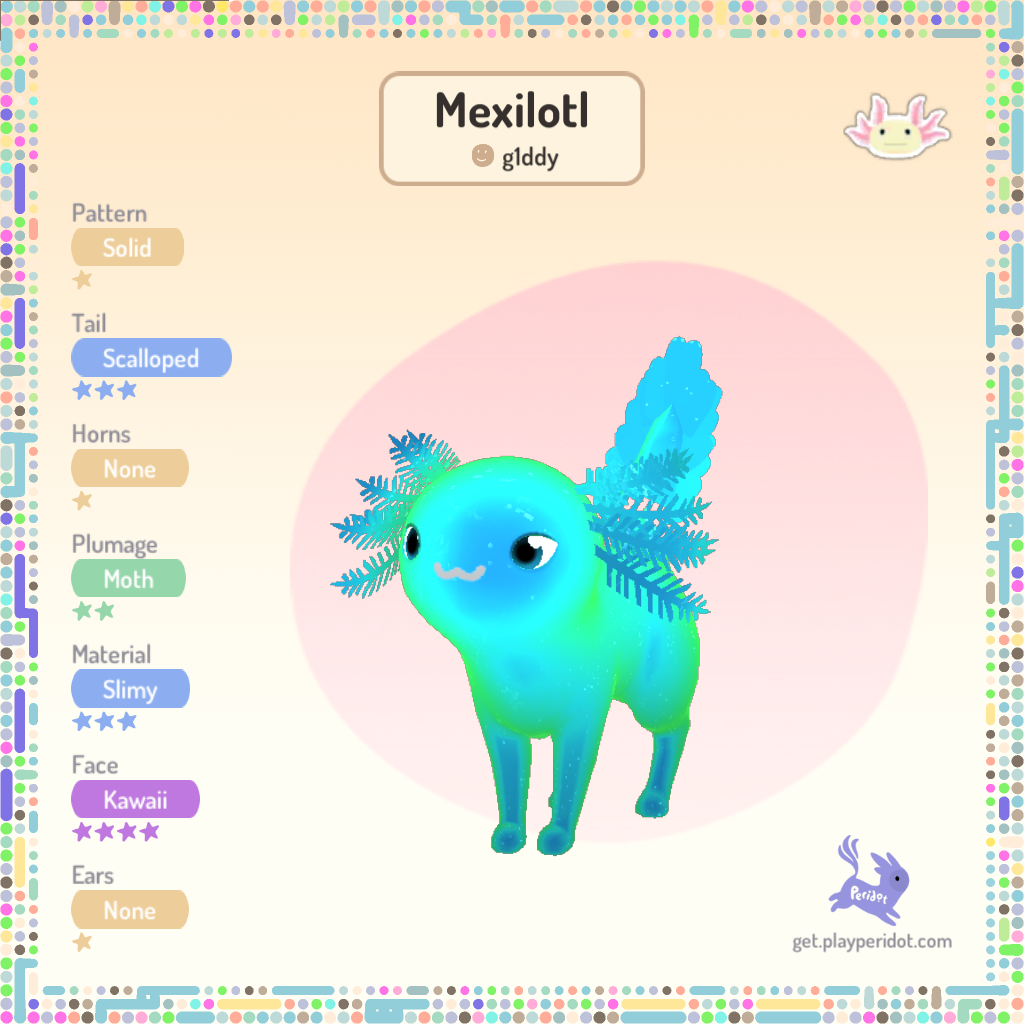 Mexilotl
g1ddy
Pattern
Solid
Tail
Scalloped
Horns
None
Plumage
Moth
Material
Slimy
Face
Kawaii
Ears
None
Peridot
get.playperidot.com